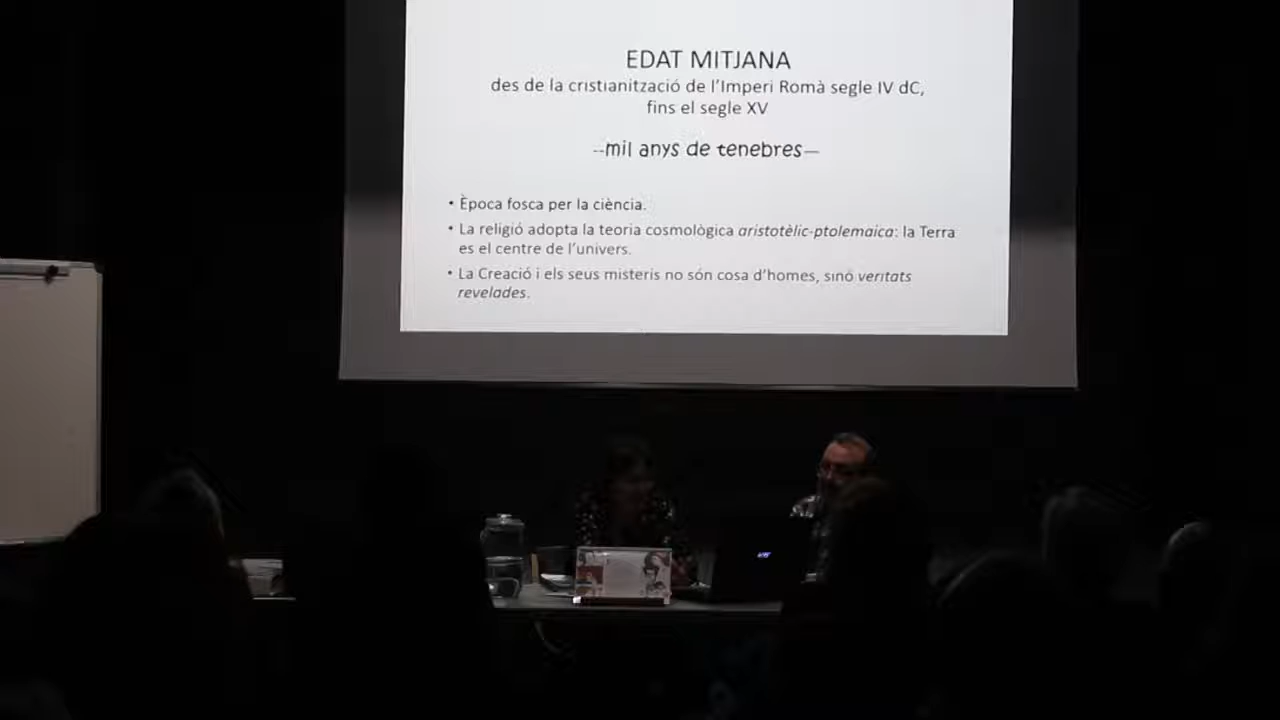 EDAT MITJANA
des de la cristianització de l'Imperi Romà segle IV dC,
fins el segle XV
--mil anys de tenebres—
• Època fosca per la ciència.
• La religió adopta la teoria cosmològica aristotèlic-ptolemaica: la Terra
es el centre de l'univers.
• La Creació i els seus misteris no són cosa d'homes, sinó veritats
revelades.